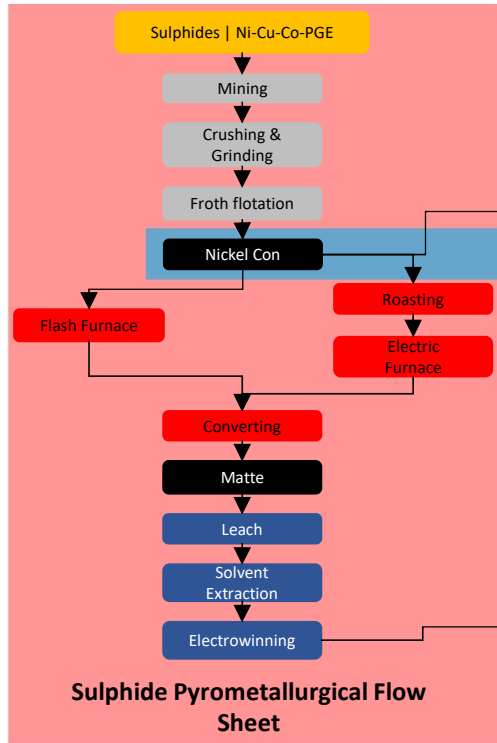 Sulphides | Ni-Cu-Co-PGE
Mining
Crushing &
Grinding
Froth flotation
Nickel Con
Roasting
Flash Furnace
Electric
Furnace
Converting
Matte
Leach
Solvent
Extraction
Electrowinning
Sulphide Pyrometallurgical Flow
Sheet